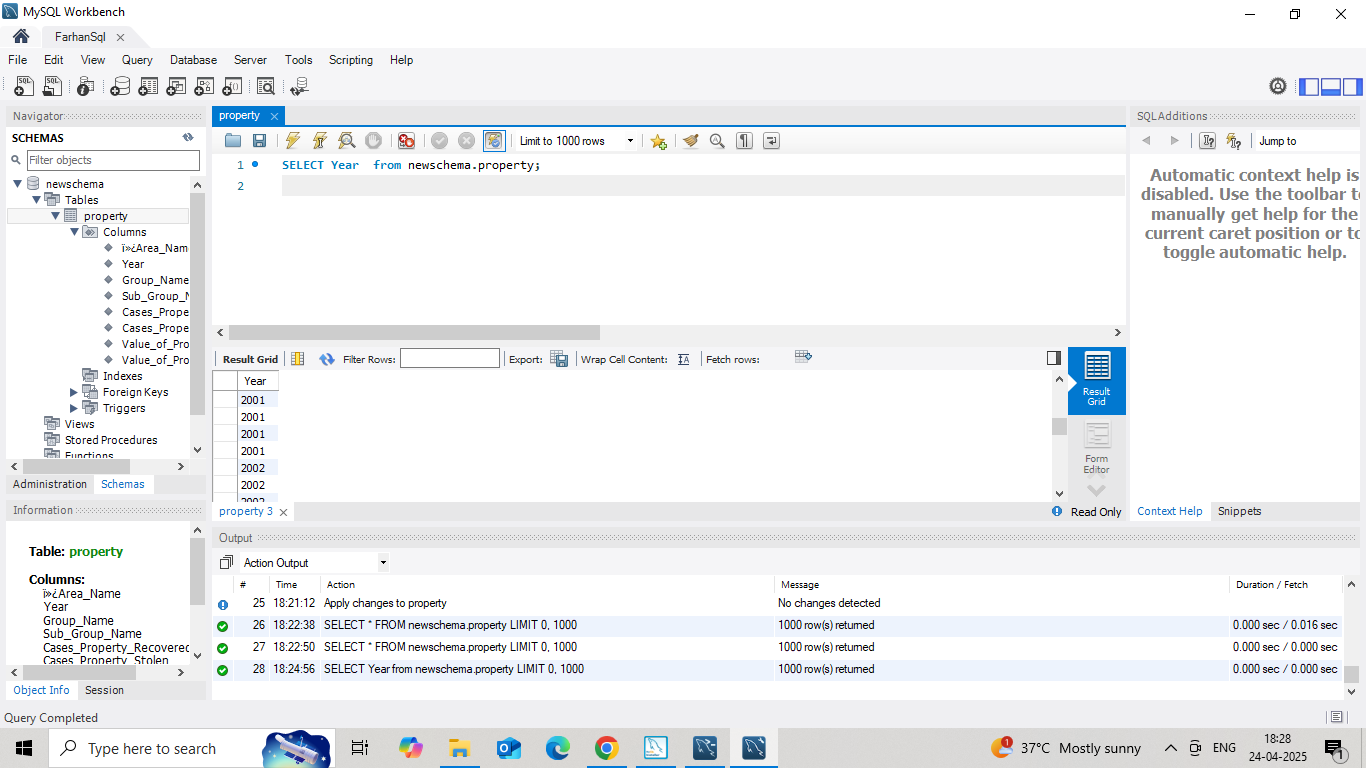 MySQL Workbench
FarhanSql
File Edit View Query Database Server Tools Scripting Help
Navigator
SCHEMAS
Filter objects
newschema
Tables
property
Columns
ï»¿Area_Nam
Year
Group_Name
Sub_Group_N
Cases_Prope
Cases_Prope
Value_of_Pro
Value_of_Pro
Indexes
Foreign Keys
Triggers
Views
Stored Procedures
Functions
Administration Schemas
Information
Table: property
Columns:
ï»¿Area_Name
Year
Group_Name
Sub_Group_Name
Cases_Property_Recovered
Cases_Property_Stolen
Object Info Session
property
Limit to 1000 rows
1 SELECT Year  from newschema.property;
2
Result Grid Filter Rows: Export: Wrap Cell Content: Fetch rows:
Year
2001
2001
2001
2001
2002
2002
2002
Result Grid
Form Editor
property 3
Read Only
SQLAdditions
Jump to
Automatic context help is
disabled. Use the toolbar to
manually get help for the
current caret position or to
toggle automatic help.
Context Help Snippets
Output
Action Output
# Time Action Message Duration / Fetch
25 18:21:12 Apply changes to property No changes detected
26 18:22:38 SELECT * FROM newschema.property LIMIT 0, 1000 1000 row(s) returned 0.000 sec / 0.016 sec
27 18:22:50 SELECT * FROM newschema.property LIMIT 0, 1000 1000 row(s) returned 0.000 sec / 0.000 sec
28 18:24:56 SELECT Year from newschema.property LIMIT 0, 1000 1000 row(s) returned 0.000 sec / 0.000 sec
Query Completed
Type here to search
1 37°C Mostly sunny ENG 18:28
24-04-2025
1